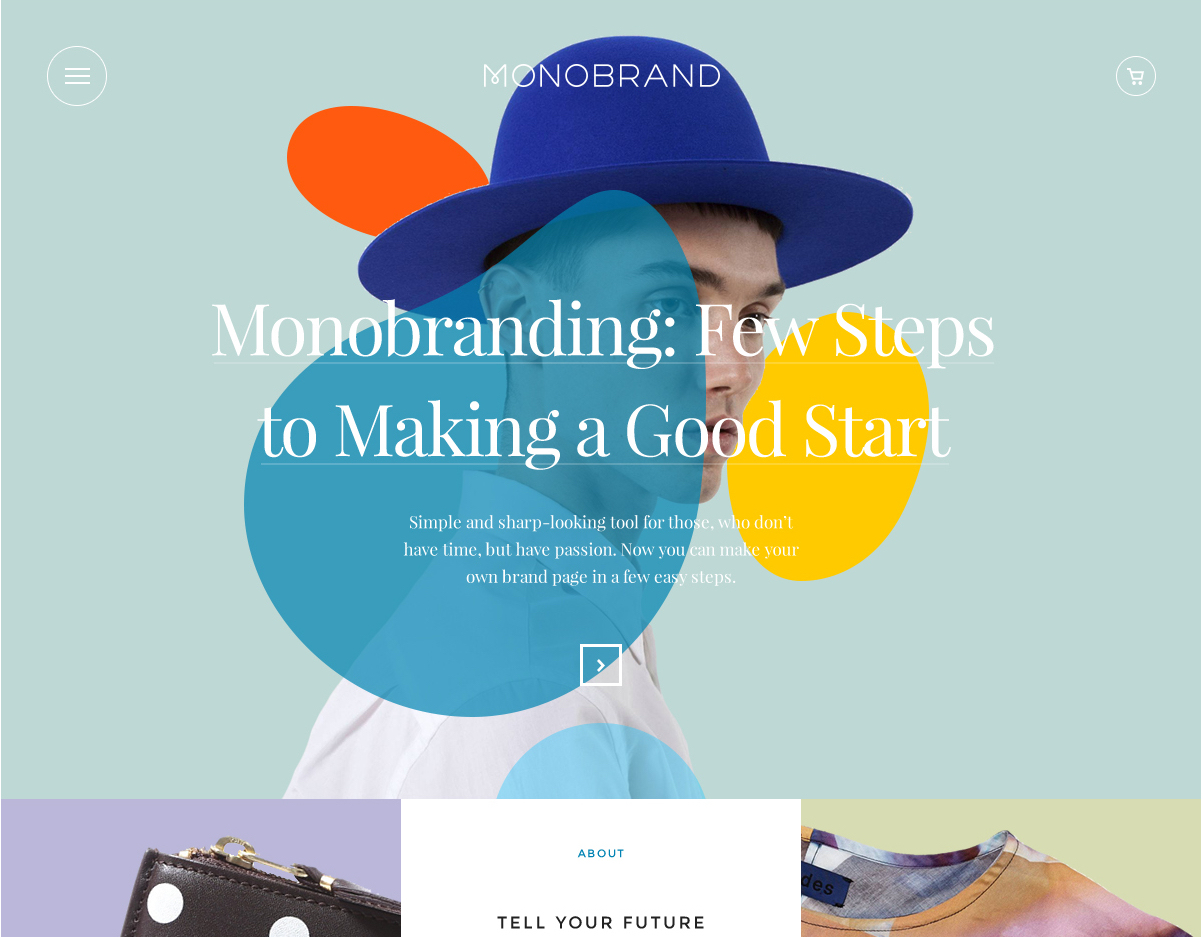 MONOBRAND
Monobranding: Few Steps
to Making a Good Start
Simple and sharp-looking tool for those, who don't
have time, but have passion. Now you can make your
own brand page in a few easy steps.
ABOUT
des
TELL YOUR FUTURE